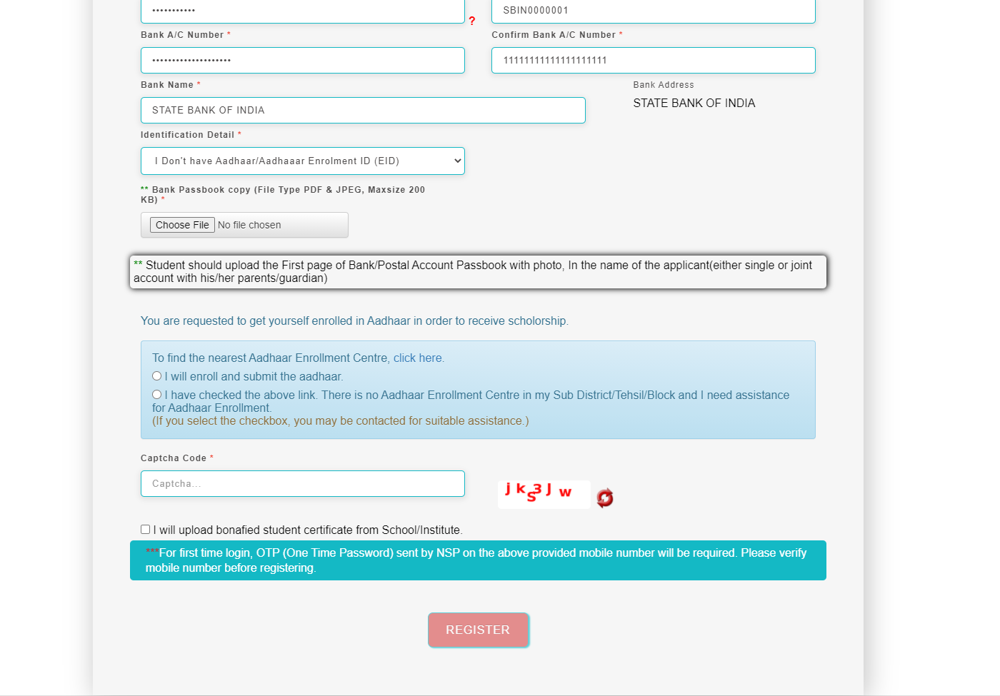 •••••••••••
SBIN0000001
?
Bank A/C Number *
Confirm Bank A/C Number *
••••••••••••••••••••
11111111111111111111
Bank Name *
Bank Address
STATE BANK OF INDIA
STATE BANK OF INDIA
Identification Detail *
I Don't have Aadhaar/Aadhaaar Enrolment ID (EID)
** Bank Passbook copy (File Type PDF & JPEG, Maxsize 200
KB) *
Choose File No file chosen
** Student should upload the First page of Bank/Postal Account Passbook with photo, In the name of the applicant(either single or joint
account with his/her parents/guardian)
You are requested to get yourself enrolled in Aadhaar in order to receive scholorship.
To find the nearest Aadhaar Enrollment Centre, click here.
I will enroll and submit the aadhaar.
I have checked the above link. There is no Aadhaar Enrollment Centre in my Sub District/Tehsil/Block and I need assistance
for Aadhaar Enrollment.
(If you select the checkbox, you may be contacted for suitable assistance.)
Captcha Code *
Captcha...
jkS3Jw
I will upload bonafied student certificate from School/Institute.
***For first time login, OTP (One Time Password) sent by NSP on the above provided mobile number will be required. Please verify
mobile number before registering.
REGISTER